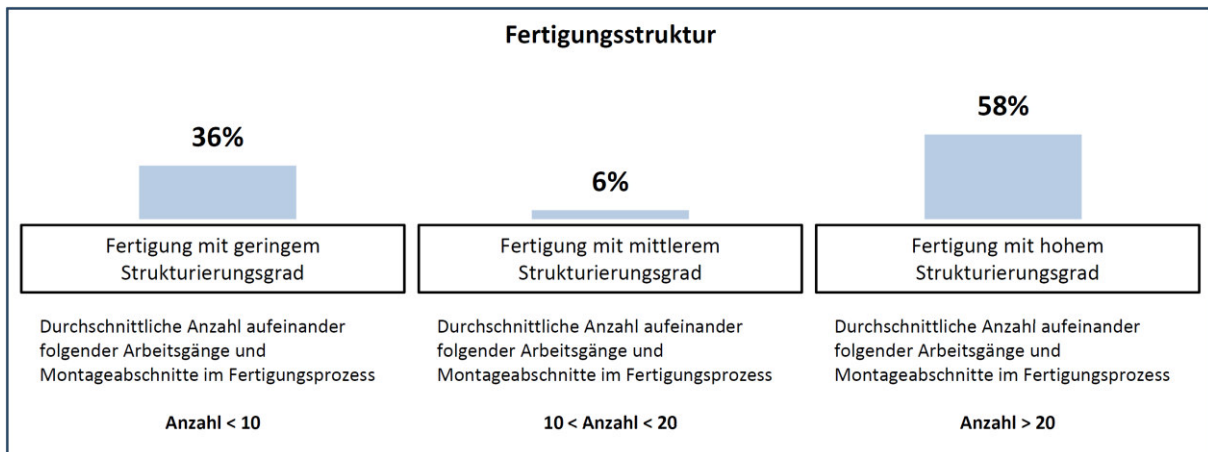 Fertigungsstruktur
36%
6%
58%
Fertigung mit geringem
Strukturierungsgrad
Fertigung mit mittlerem
Strukturierungsgrad
Fertigung mit hohem
Strukturierungsgrad
Durchschnittliche Anzahl aufeinander
folgender Arbeitsgänge und
Montageabschnitte im Fertigungsprozess
Durchschnittliche Anzahl aufeinander
folgender Arbeitsgänge und
Montageabschnitte im Fertigungsprozess
Durchschnittliche Anzahl aufeinander
folgender Arbeitsgänge und
Montageabschnitte im Fertigungsprozess
Anzahl < 10
10 < Anzahl < 20
Anzahl > 20